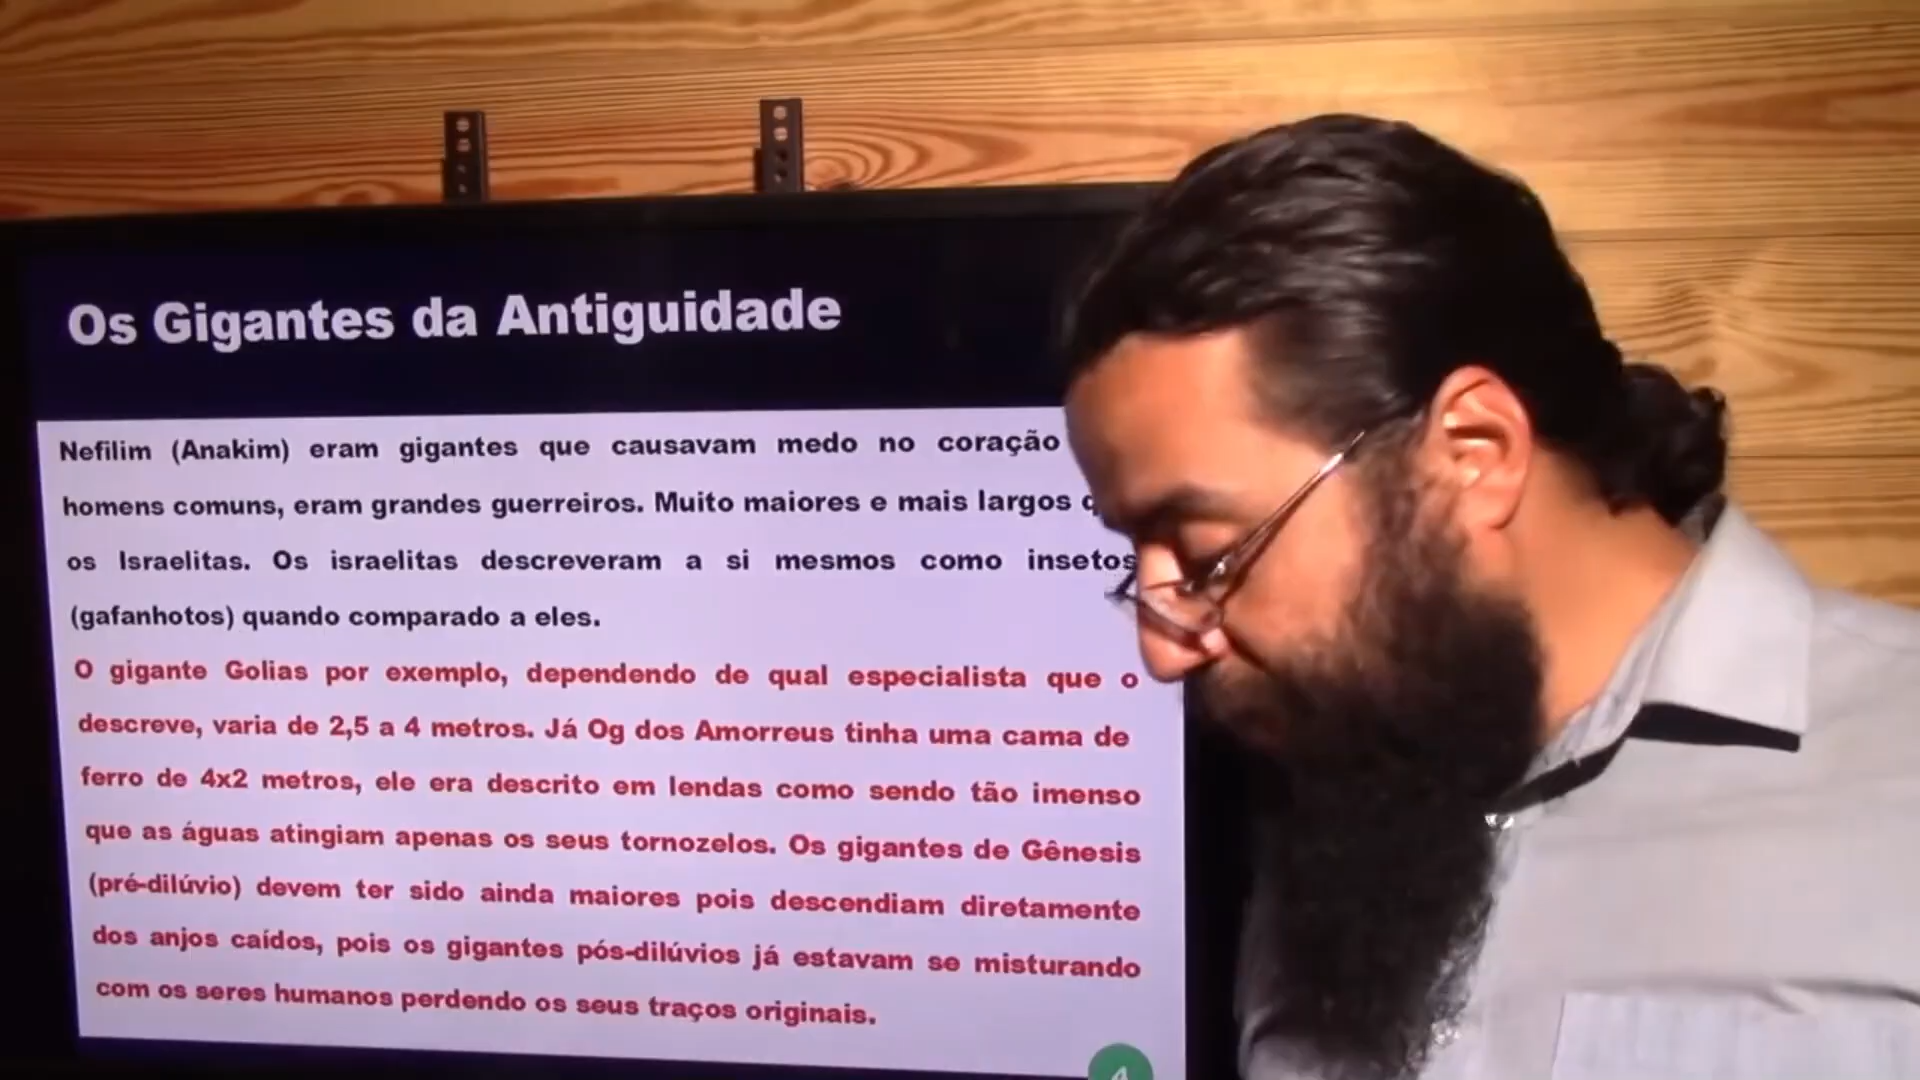 Os Gigantes da Antiguidade
Nefilim (Anakim) eram gigantes que causavam medo no coração
homens comuns, eram grandes guerreiros. Muito maiores e mais largos
os Israelitas. Os israelitas descreveram a si mesmos como insetos
(gafanhotos) quando comparado a eles.
O gigante Golias por exemplo, dependendo de qual especialista que o
descreve, varia de 2,5 a 4 metros. Já Og dos Amorreus tinha uma cama de
ferro de 4x2 metros, ele era descrito em lendas como sendo tão imenso
que as águas atingiam apenas os seus tornozelos. Os gigantes de Gênesis
(pré-dilúvio) devem ter sido ainda maiores pois descendiam diretamente
dos anjos caídos, pois os gigantes pós-dilúvios já estavam se misturando
com os seres humanos perdendo os seus traços originais.